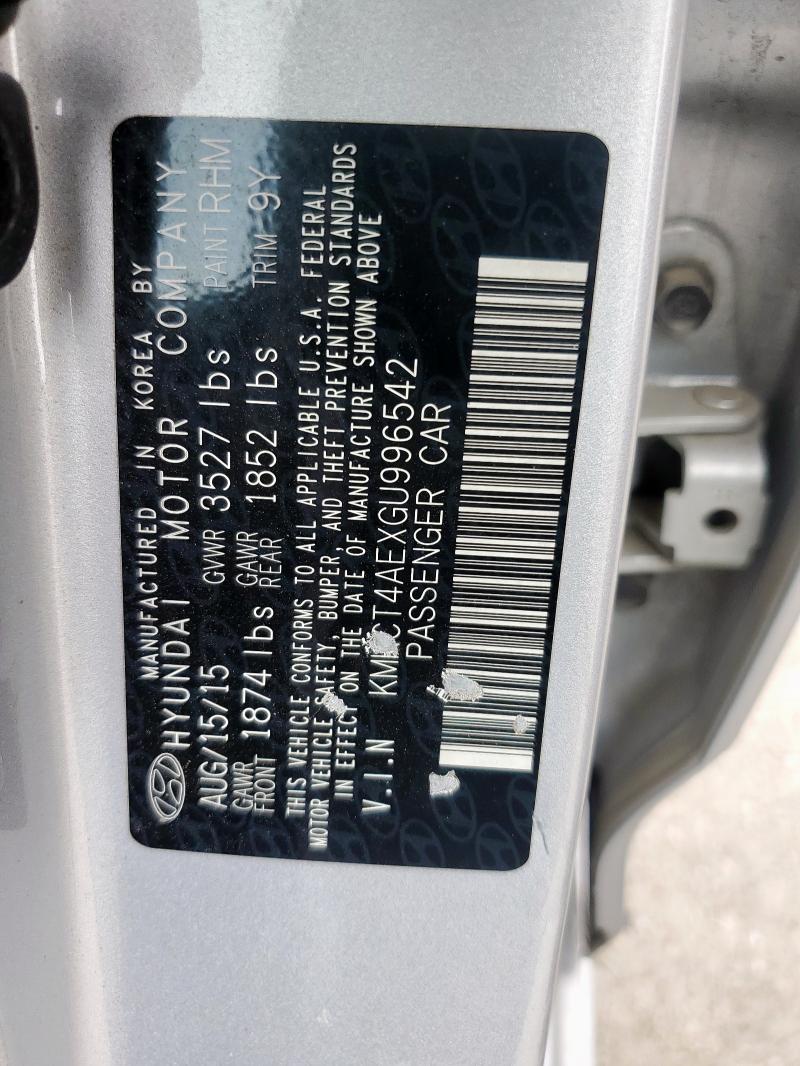 MANUFACTURED IN KOREA BY
HYUNDAI MOTOR COMPANY
AUG/15/15 GVWR 3527 lbs PAINT RHM
GAWR FRONT 1874 lbs GAWR REAR 1852 lbs TRIM 9Y
THIS VEHICLE CONFORMS TO ALL APPLICABLE U.S.A. FEDERAL
MOTOR VEHICLE SAFETY, BUMPER, AND THEFT PREVENTION STANDARDS
IN EFFECT ON THE DATE OF MANUFACTURE SHOWN ABOVE
V.I.N
PASSENGER CAR